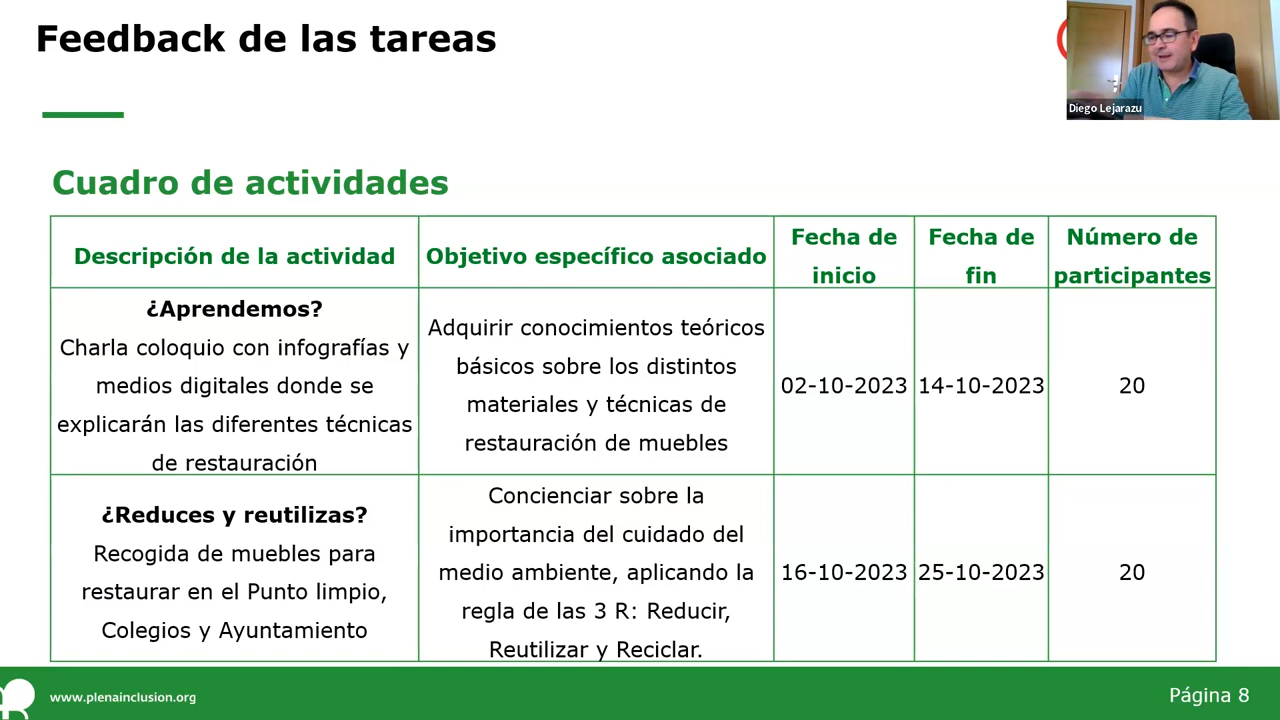 Feedback de las tareas
Diego Lejarazu
Cuadro de actividades
Descripción de la actividad
Objetivo específico asociado
Fecha de
inicio
Fecha de
fin
Número de
participantes
¿Aprendemos?
Charla coloquio con infografías y
medios digitales donde se
explicarán las diferentes técnicas
de restauración
Adquirir conocimientos teóricos
básicos sobre los distintos
materiales y técnicas de
restauración de muebles
02-10-2023
14-10-2023
20
¿Reduces y reutilizas?
Recogida de muebles para
restaurar en el Punto limpio,
Colegios y Ayuntamiento
Concienciar sobre la
importancia del cuidado del
medio ambiente, aplicando la
regla de las 3 R: Reducir,
Reutilizar y Reciclar.
16-10-2023
25-10-2023
20
www.plenainclusion.org
Página 8